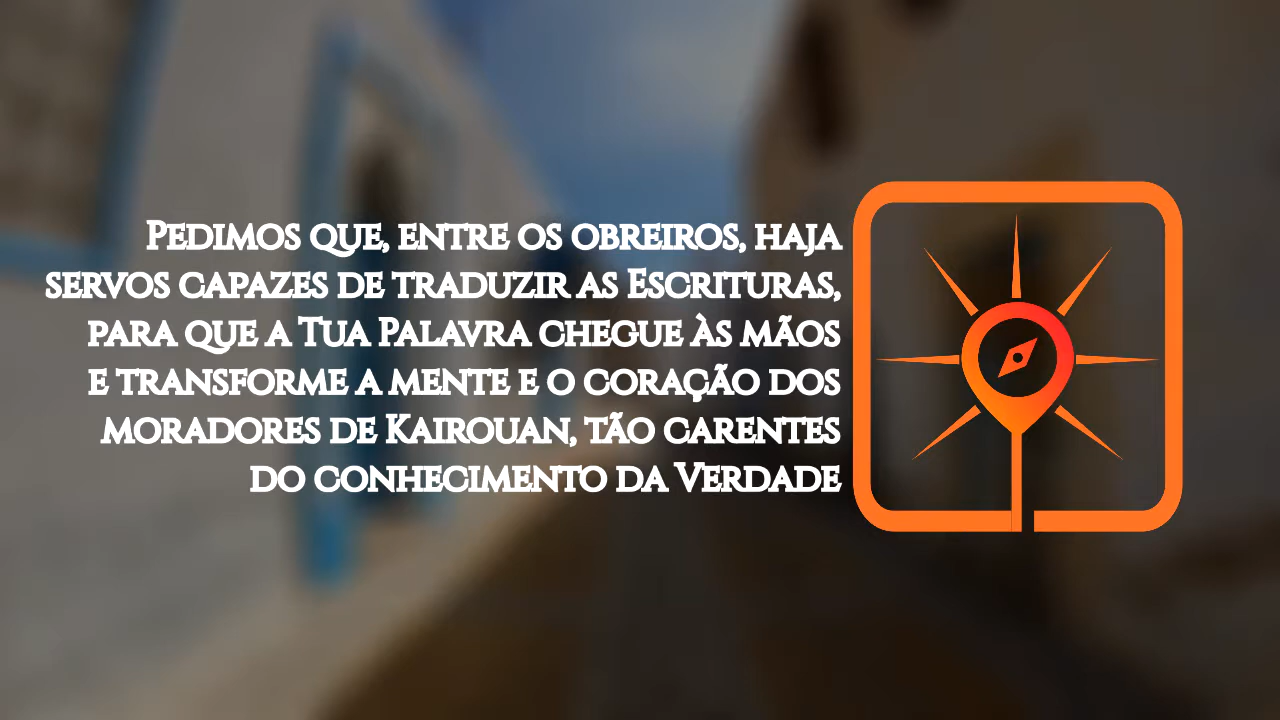 Pedimos que, entre os obreiros, haja
servos capazes de traduzir as Escrituras,
para que a Tua Palavra chegue às mãos
e transforme a mente e o coração dos
moradores de Kairouan, tão carentes
do conhecimento da Verdade